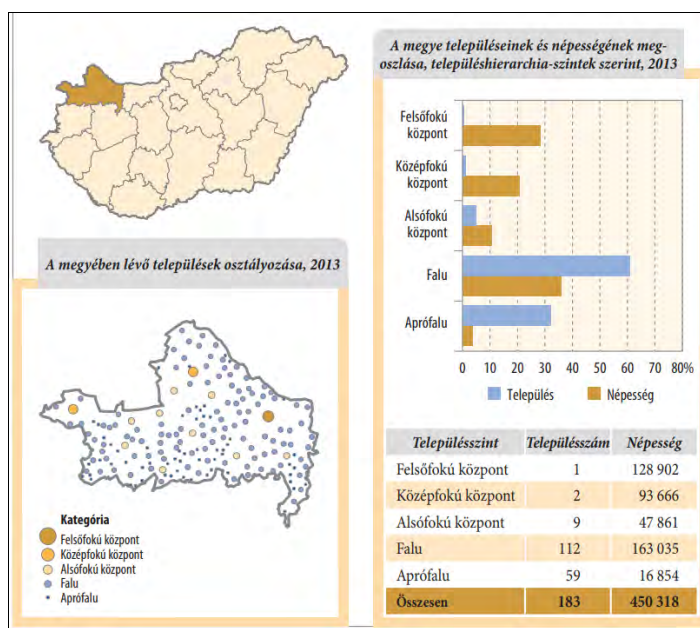 A megye településeinek és népességének meg-
oszlása, településhierarchia-szintek szerint, 2013
Felsőfokú
központ
Középfokú
központ
Alsófokú
központ
Falu
Aprófalu
0 10 20 30 40 50 60 70 80%
Település Népesség
A megyében lévő települések osztályozása, 2013
Kategória
Felsőfokú központ
Középfokú központ
Alsófokú központ
Falu
Aprófalu
Településszint Településszám Népesség
Felsőfokú központ 1 128 902
Középfokú központ 2 93 666
Alsófokú központ 9 47 861
Falu 112 163 035
Aprófalu 59 16 854
Összesen 183 450 318